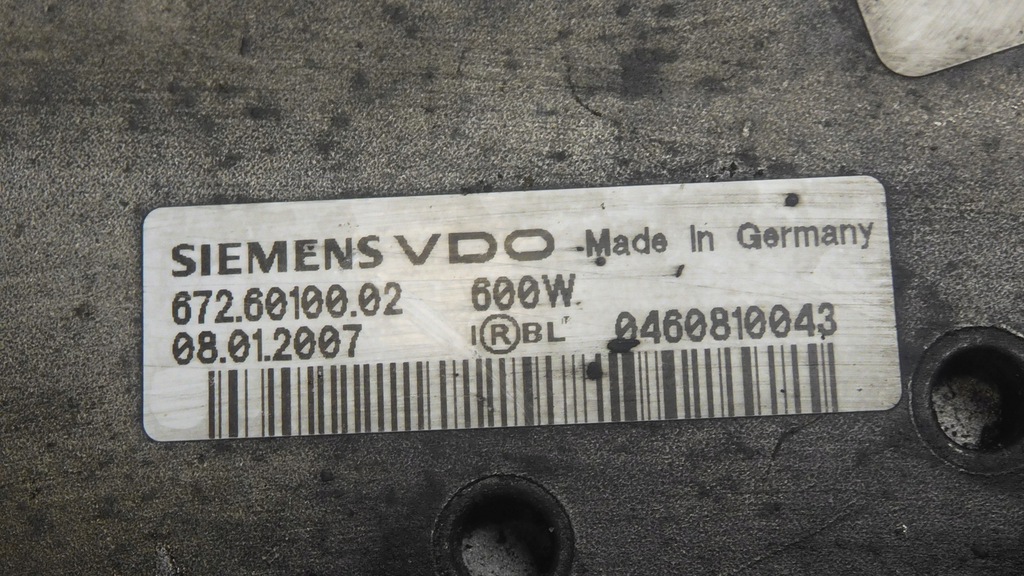 SIEMENS VDO Made In Germany
672.60100.02 600W
08.01.2007 I®BL 0460810043